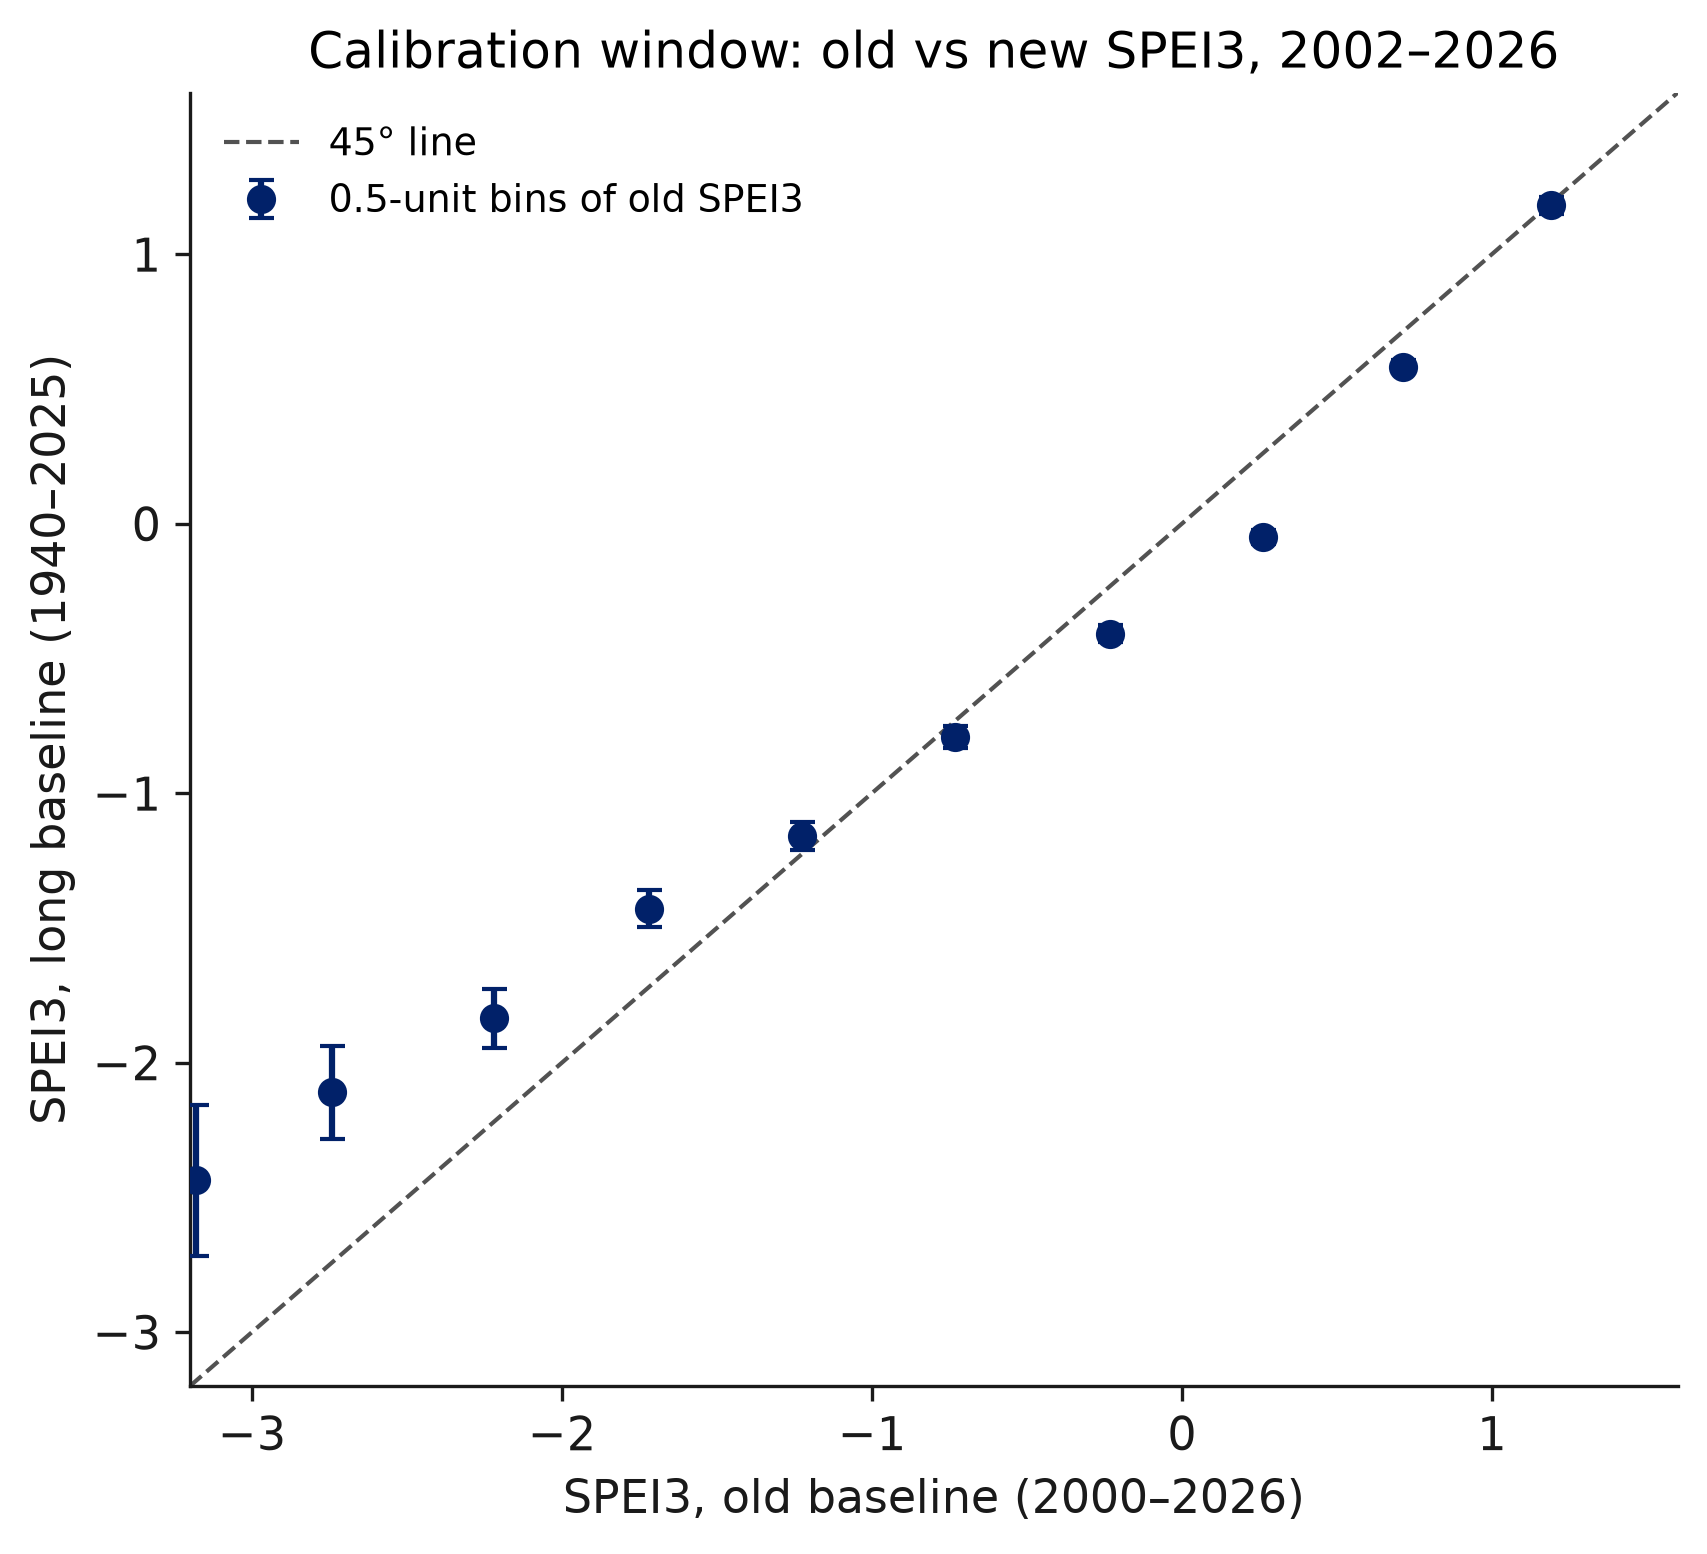 Calibration window: old vs new SPEI3, 2002–2026
45° line
0.5-unit bins of old SPEI3
SPEI3, long baseline (1940–2025)
1
0
−1
−2
−3
−3
−2
−1
0
1
SPEI3, old baseline (2000–2026)